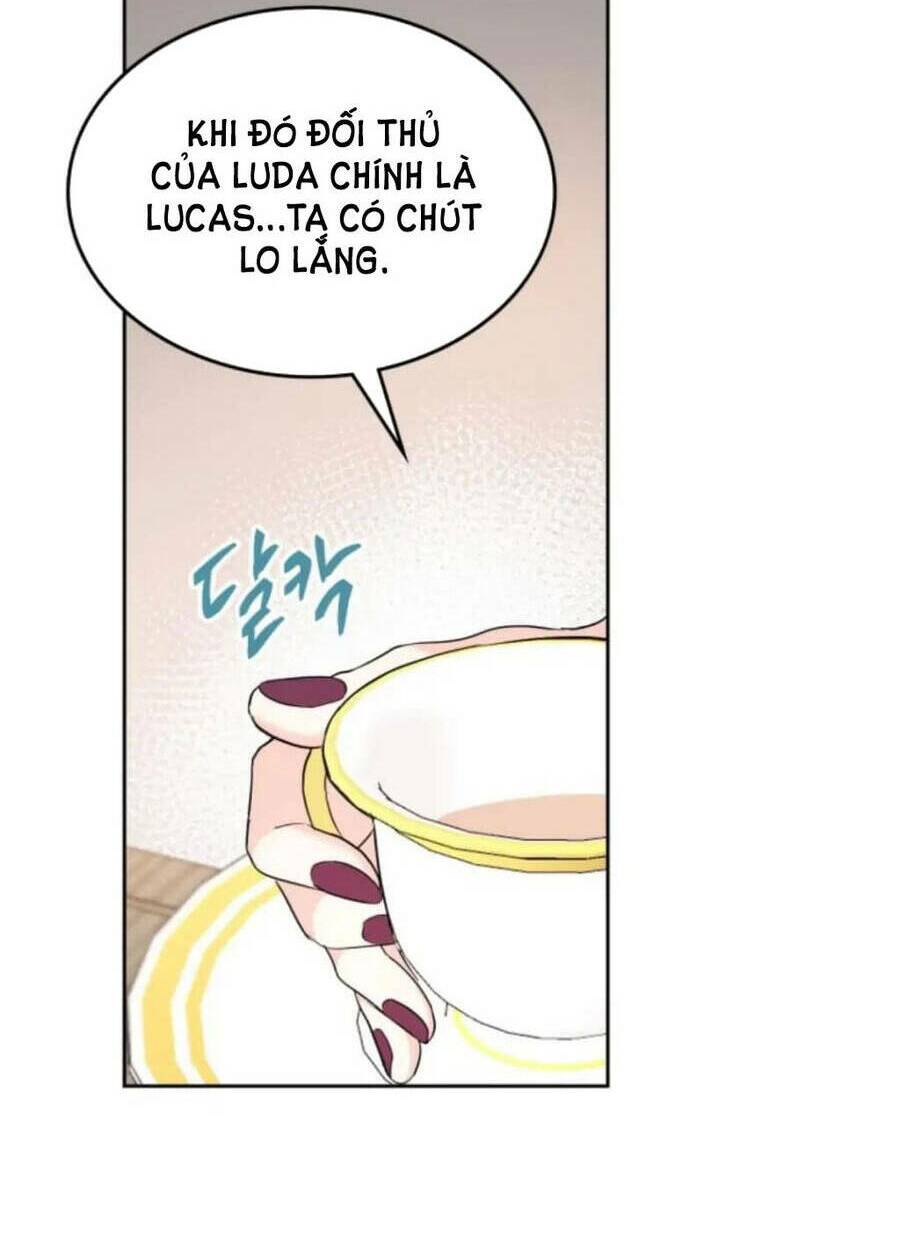 KHI ĐÓ ĐỐI THỦ
CỦA LUDA CHÍNH LÀ
LUCAS...TA CÓ CHÚT
LO LẮNG.
달칵